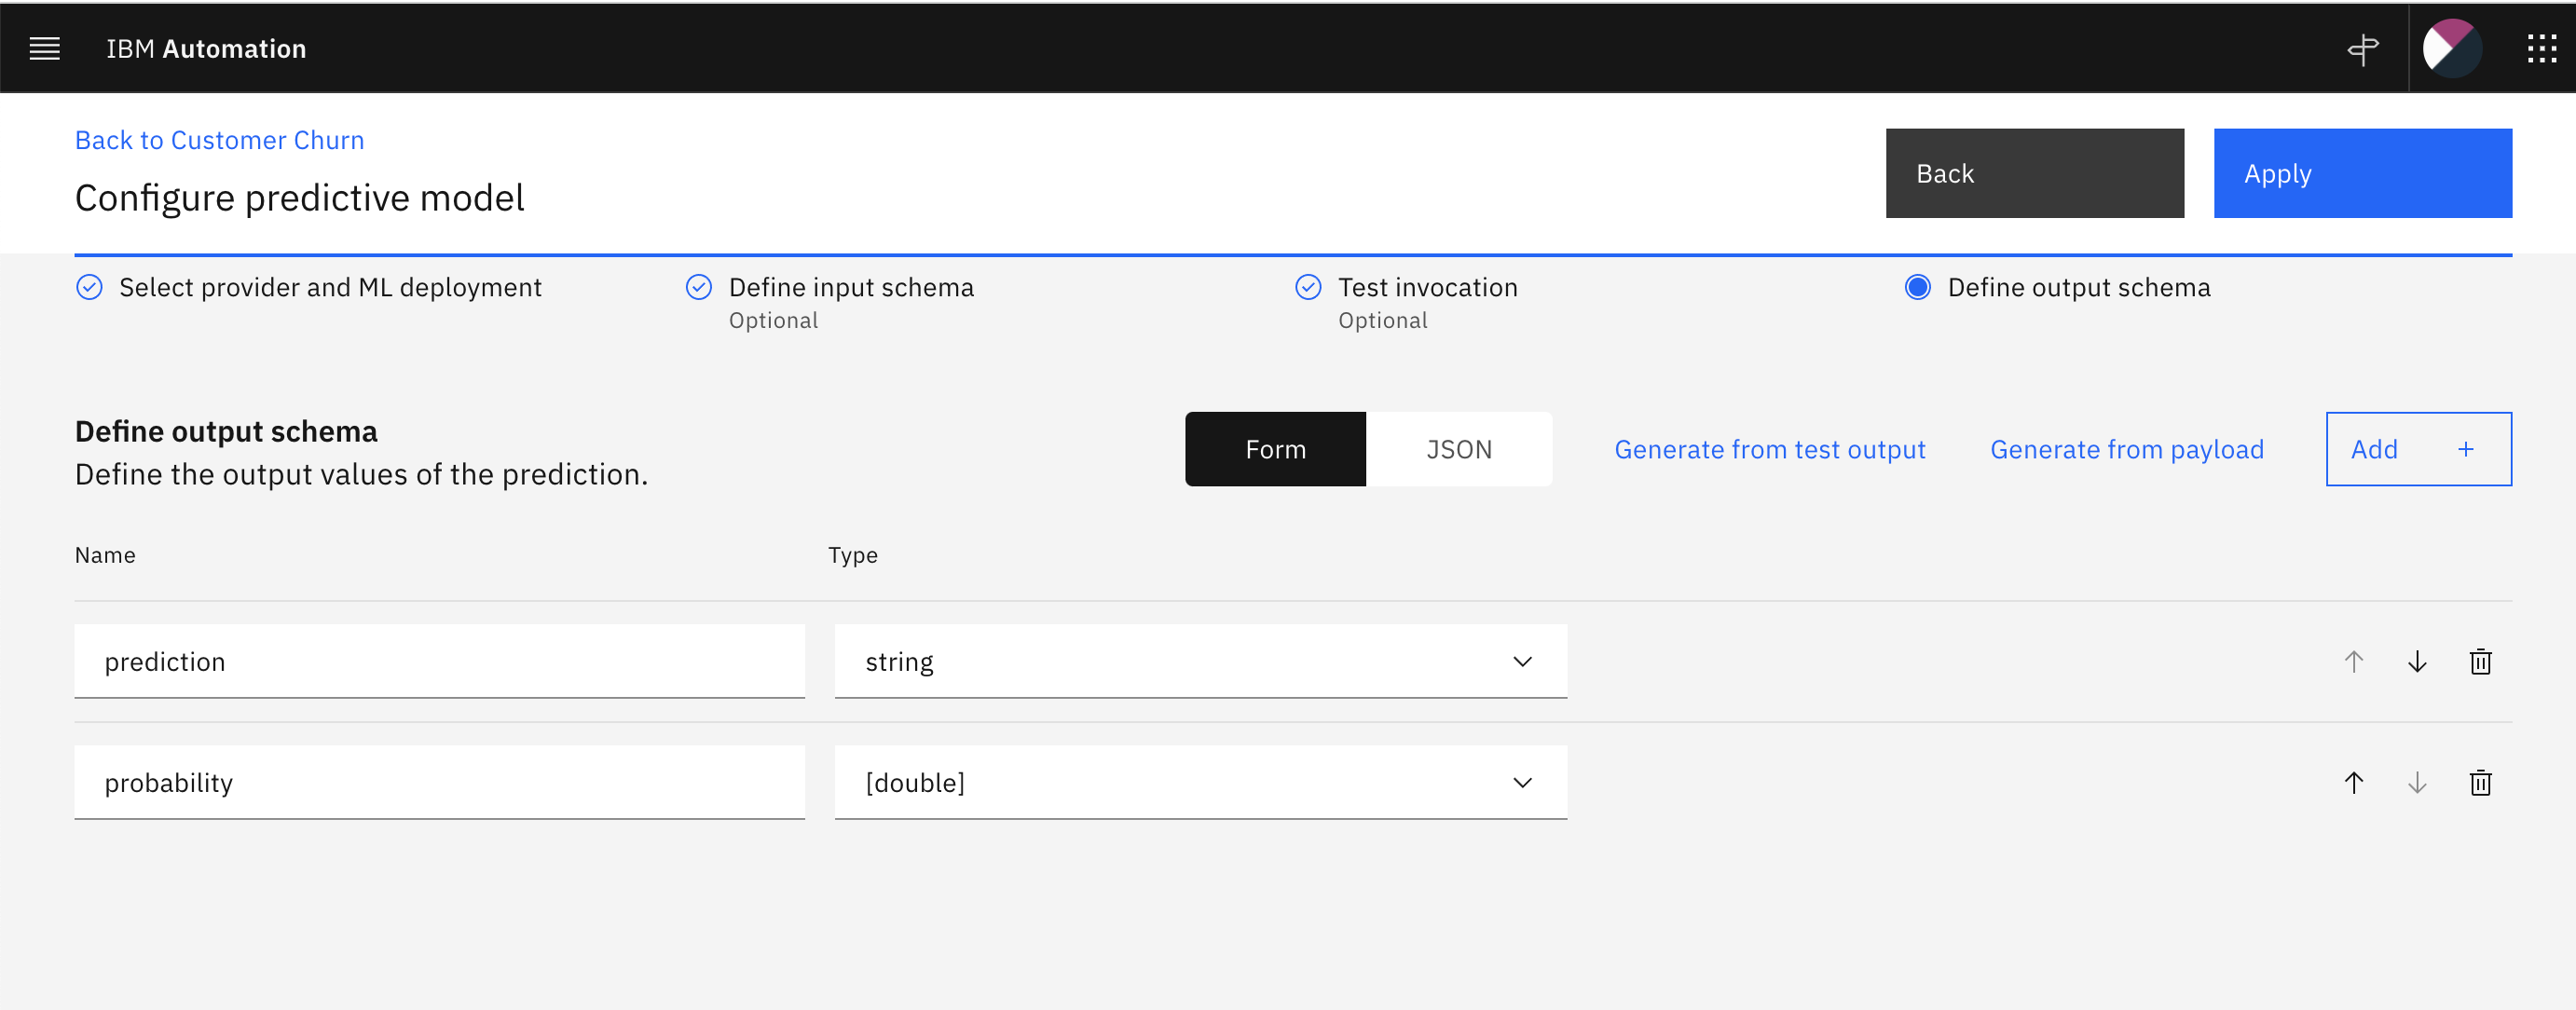 IBM Automation
Back to Customer Churn
Configure predictive model
Back
Apply
Select provider and ML deployment
Define input schema
Optional
Test invocation
Optional
Define output schema
Define output schema
Define the output values of the prediction.
Form
JSON
Generate from test output
Generate from payload
Add +
Name
Type
prediction
string
probability
[double]